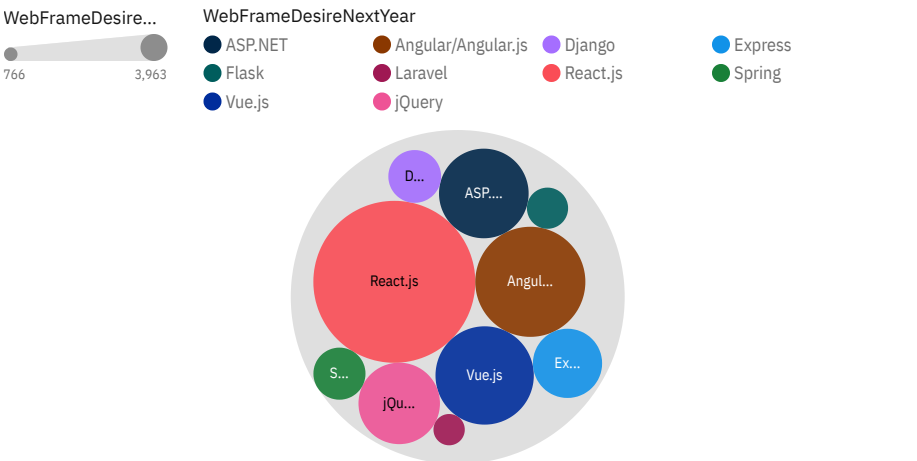 WebFrameDesire...
766
3,963
WebFrameDesireNextYear
ASP.NET
Angular/Angular.js
Django
Express
Flask
Laravel
React.js
Spring
Vue.js
jQuery
D...
ASP....
React.js
Angul...
Ex...
S...
Vue.js
jQu...